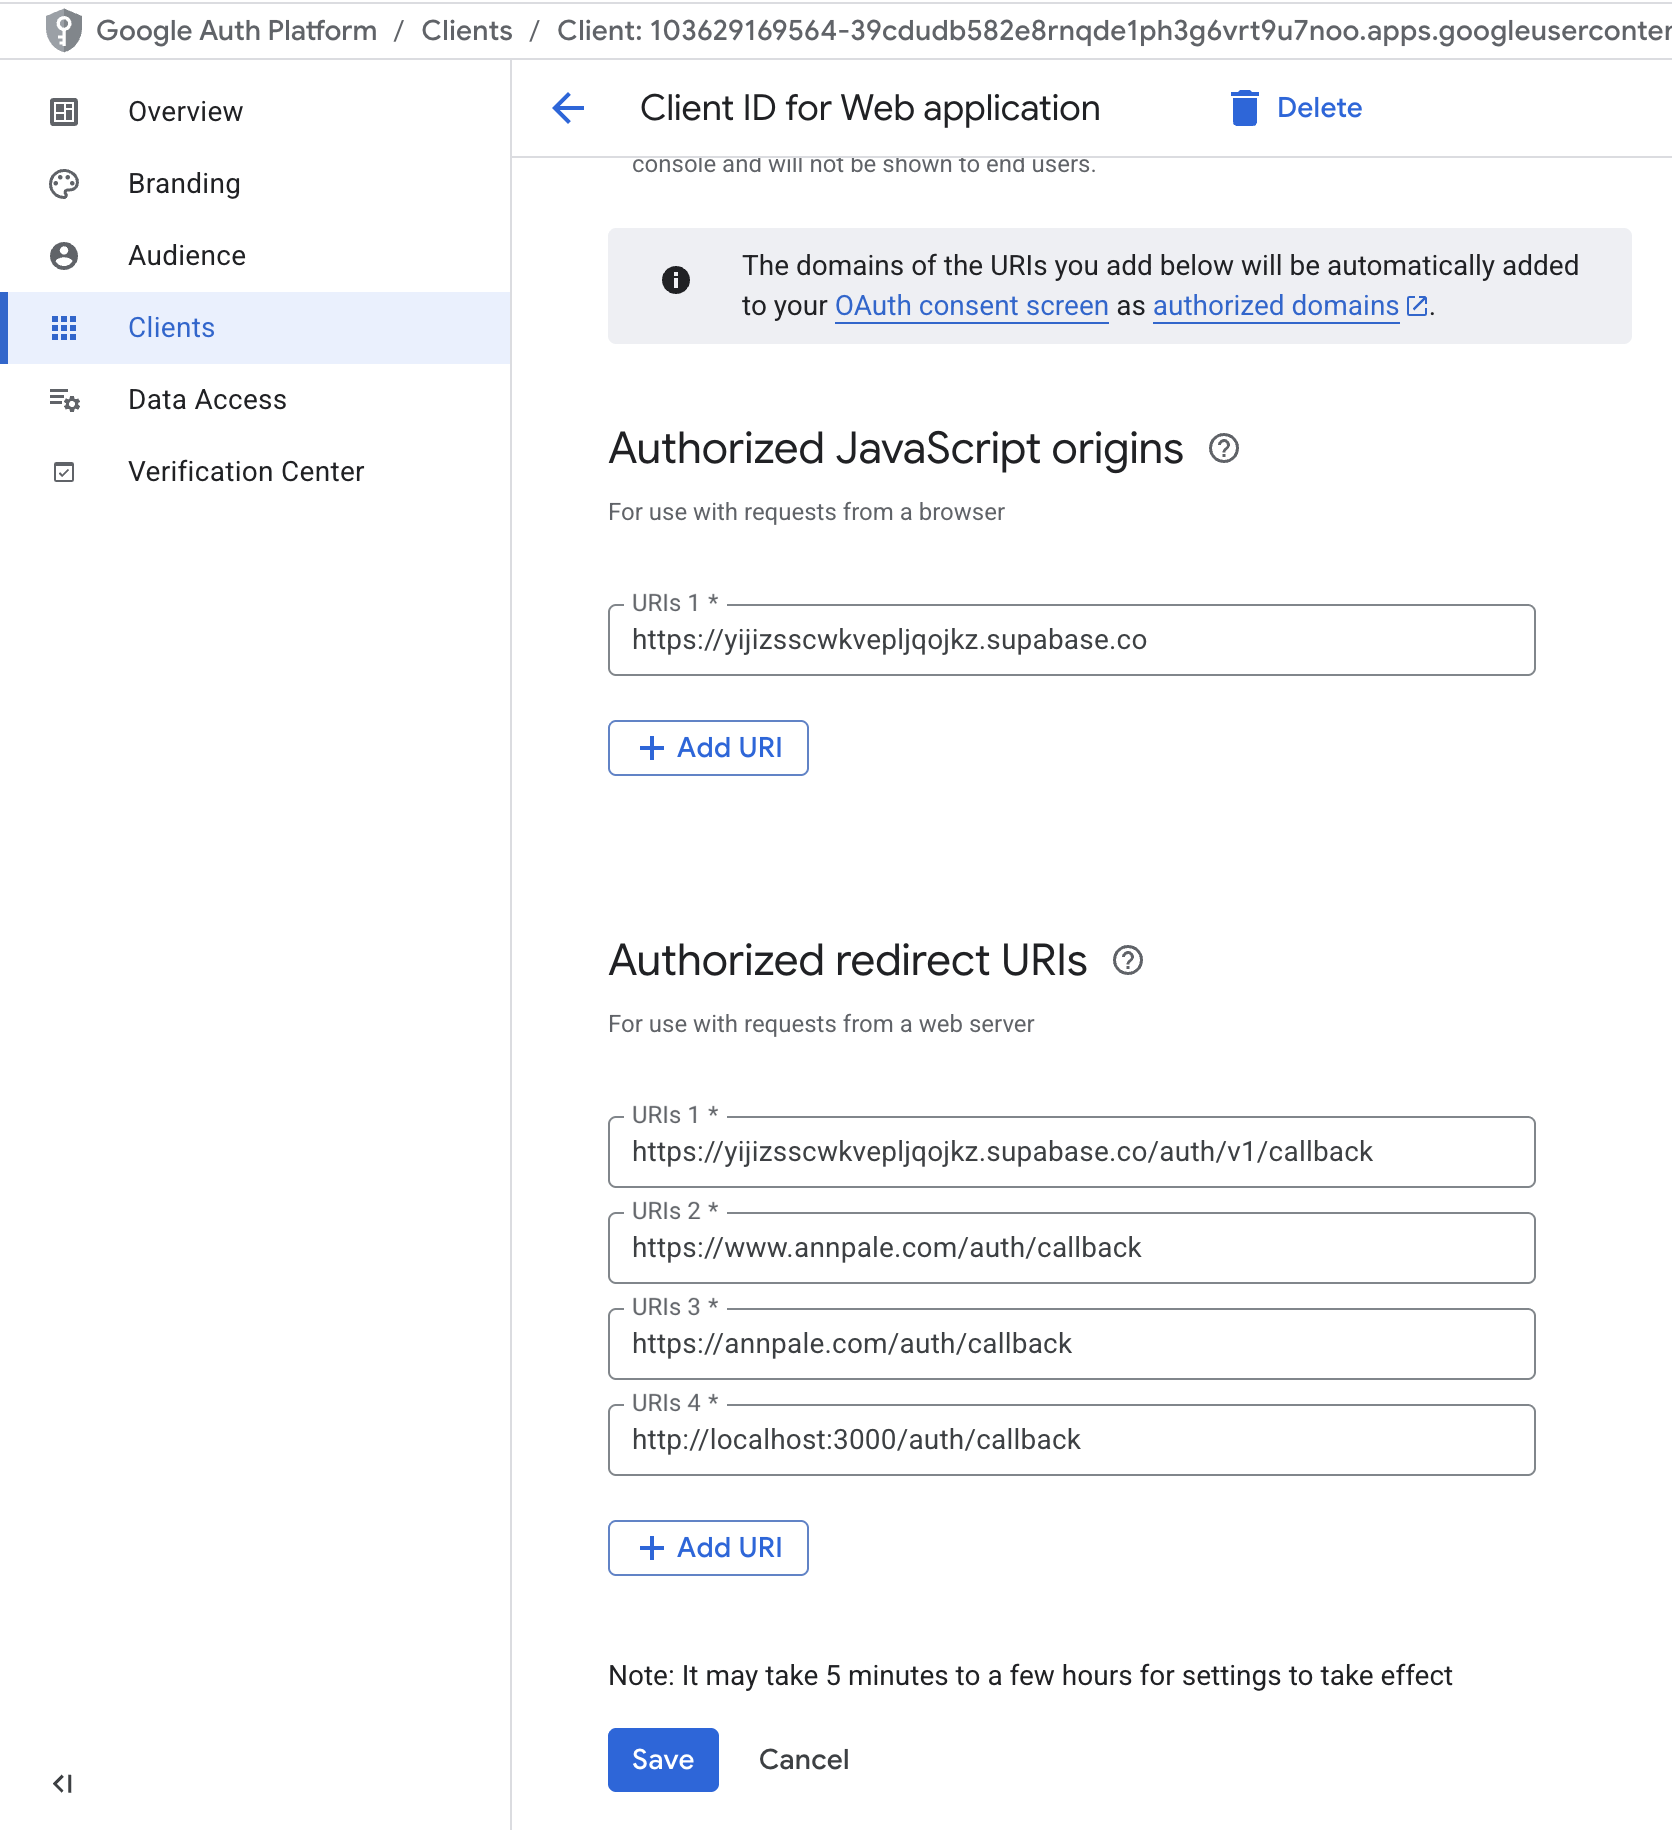 Google Auth Platform / Clients / Client: 103629169564-39cdudb582e8rnqde1ph3g6vrt9u7noo.apps.googleuserconten
Overview
Branding
Audience
Clients
Data Access
Verification Center
Client ID for Web application
Delete
console and will not be shown to end users.
The domains of the URIs you add below will be automatically added
to your OAuth consent screen as authorized domains.
Authorized JavaScript origins
For use with requests from a browser
URIs 1 *
https://yijizsscwkvepljqojkz.supabase.co
+ Add URI
Authorized redirect URIs
For use with requests from a web server
URIs 1 *
https://yijizsscwkvepljqojkz.supabase.co/auth/v1/callback
URIs 2 *
https://www.annpale.com/auth/callback
URIs 3 *
https://annpale.com/auth/callback
URIs 4 *
http://localhost:3000/auth/callback
+ Add URI
Note: It may take 5 minutes to a few hours for settings to take effect
Save
Cancel